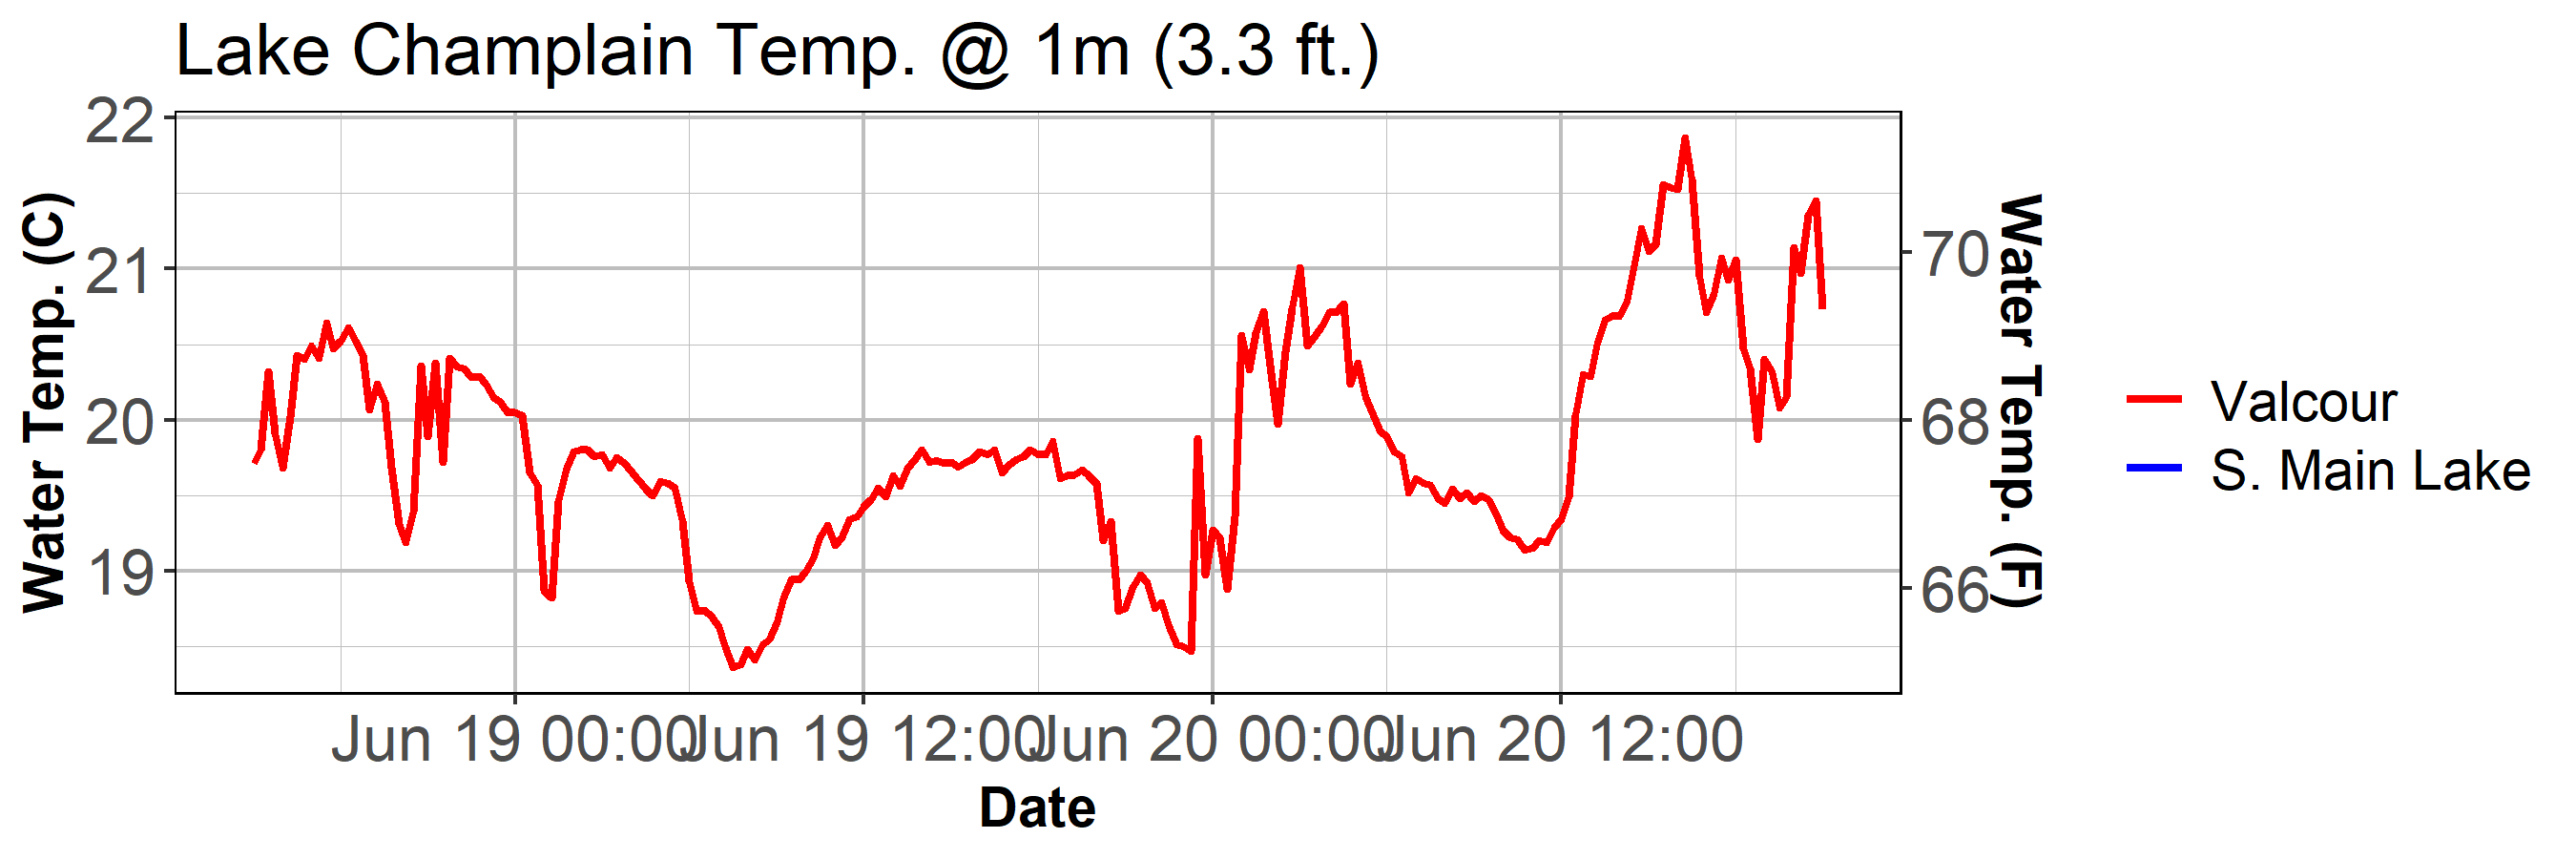 Lake Champlain Temp. @ 1m (3.3 ft.)
Water Temp. (C)
22
21
20
19
70
68
66
Water Temp. (F)
Jun 19 00:00
Jun 19 12:00
Jun 20 00:00
Jun 20 12:00
Date
Valcour
S. Main Lake